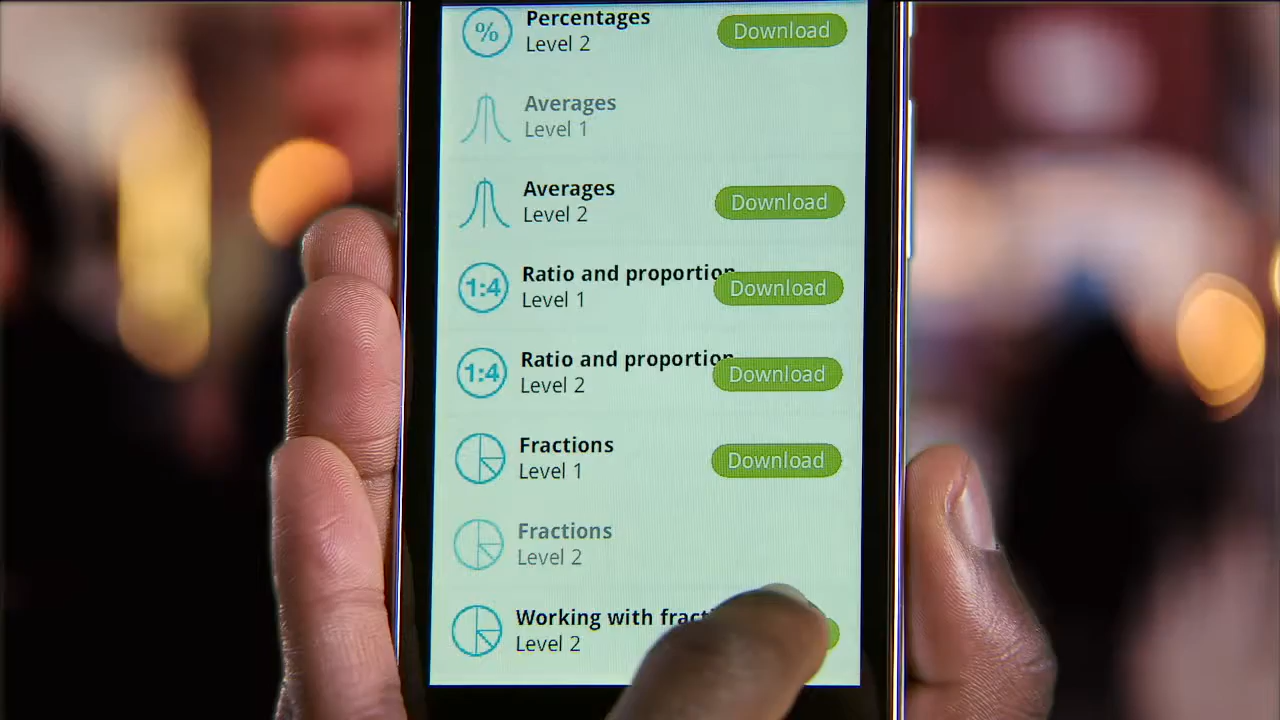 %
Percentages
Level 2
Download
Averages
Level 1
Averages
Level 2
Download
1:4
Ratio and proportion
Level 1
Download
1:4
Ratio and proportion
Level 2
Download
Fractions
Level 1
Download
Fractions
Level 2
Working with fract
Level 2